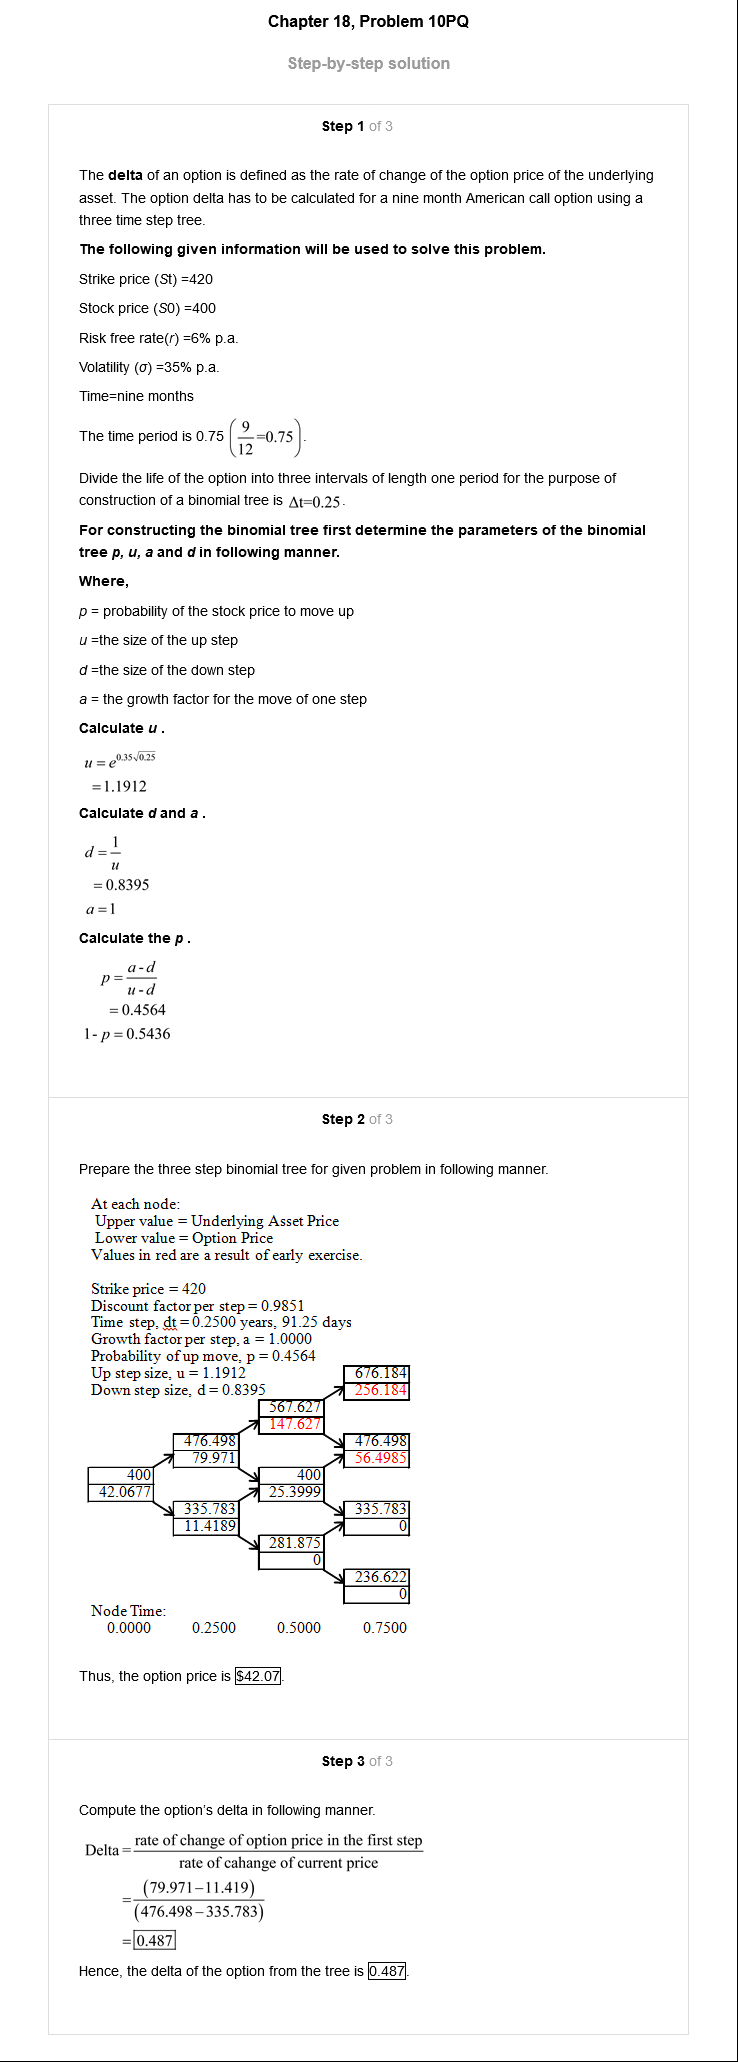 Chapter 18, Problem 10PQ
Step-by-step solution
Step 1 of 3
The delta of an option is defined as the rate of change of the option price of the underlying
asset. The option delta has to be calculated for a nine month American call option using a
three time step tree.
The following given information will be used to solve this problem.
Strike price (St) =420
Stock price (S0) =400
Risk free rate(r) =6% p.a.
Volatility (σ) =35% p.a.
Time=nine months
The time period is 0.75 (9/12=0.75).
Divide the life of the option into three intervals of length one period for the purpose of
construction of a binomial tree is Δt=0.25.
For constructing the binomial tree first determine the parameters of the binomial
tree p, u, a and d in following manner.
Where,
p = probability of the stock price to move up
u =the size of the up step
d =the size of the down step
a = the growth factor for the move of one step
Calculate u .
u = e^0.35√0.25
=1.1912
Calculate d and a .
d = 1/u
= 0.8395
a =1
Calculate the p .
p = a-d/u-d
= 0.4564
1- p = 0.5436
Step 2 of 3
Prepare the three step binomial tree for given problem in following manner.
At each node:
Upper value = Underlying Asset Price
Lower value = Option Price
Values in red are a result of early exercise.
Strike price = 420
Discount factor per step = 0.9851
Time step, dt = 0.2500 years, 91.25 days
Growth factor per step, a = 1.0000
Probability of up move, p = 0.4564
Up step size, u = 1.1912
676.184
Down step size, d = 0.8395
256.184
567.627
147.627
476.498
476.498
79.971
56.4985
400
400
42.0677
25.3999
335.783
335.783
11.4189
0
281.875
0
236.622
0
Node Time:
0.0000 0.2500 0.5000 0.7500
Thus, the option price is $42.07.
Step 3 of 3
Compute the option's delta in following manner.
Delta = rate of change of option price in the first step
rate of cahange of current price
= (79.971–11.419)
(476.498 – 335.783)
= 0.487
Hence, the delta of the option from the tree is 0.487.